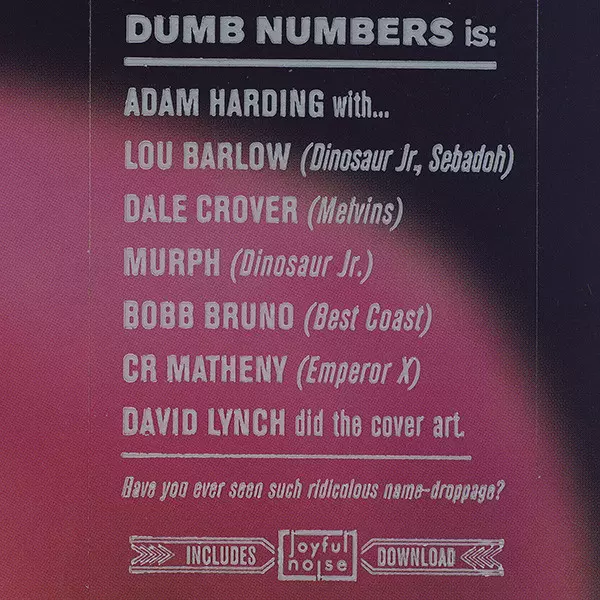 DUMB NUMBERS is:
ADAM HARDING with...
LOU BARLOW (Dinosaur Jr., Sebadoh)
DALE CROVER (Melvins)
MURPH (Dinosaur Jr.)
BOBB BRUNO (Best Coast)
CR MATHENY (Emperor X)
DAVID LYNCH did the cover art.
Have you ever seen such ridiculous name-droppage?
INCLUDES joyful noise DOWNLOAD